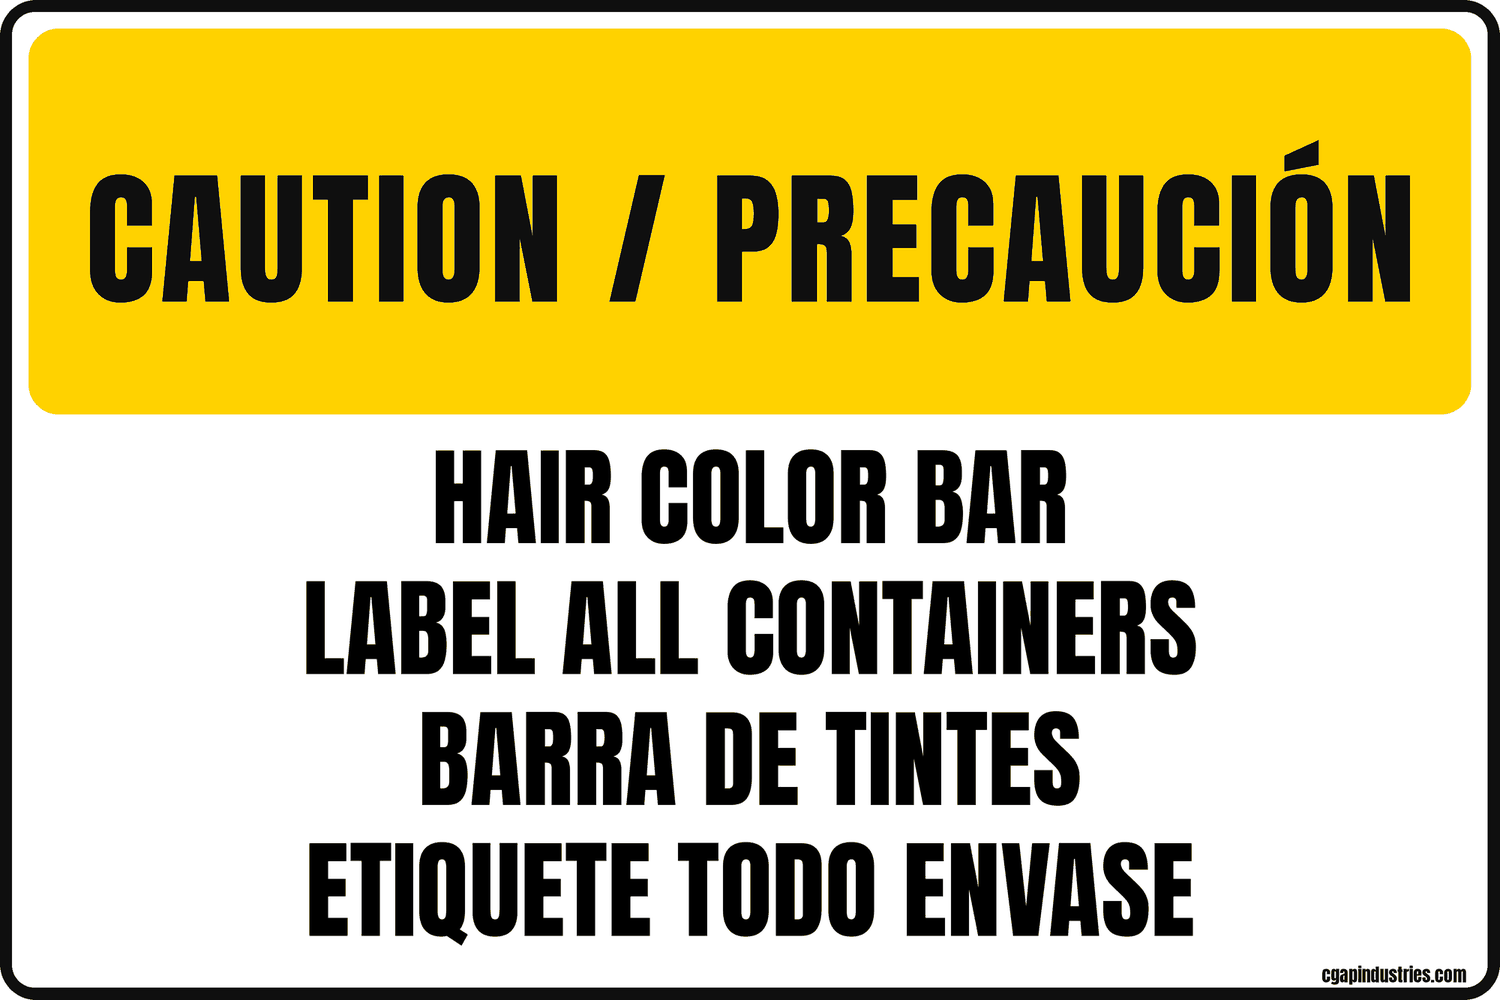 CAUTION / PRECAUCIÓN
HAIR COLOR BAR
LABEL ALL CONTAINERS
BARRA DE TINTES
ETIQUETE TODO ENVASE
cgapindustries.com